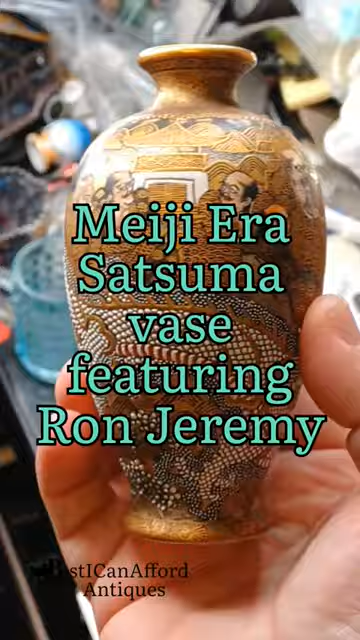 Meiji Era
Satsuma
vase
featuring
Ron Jeremy
Antiques